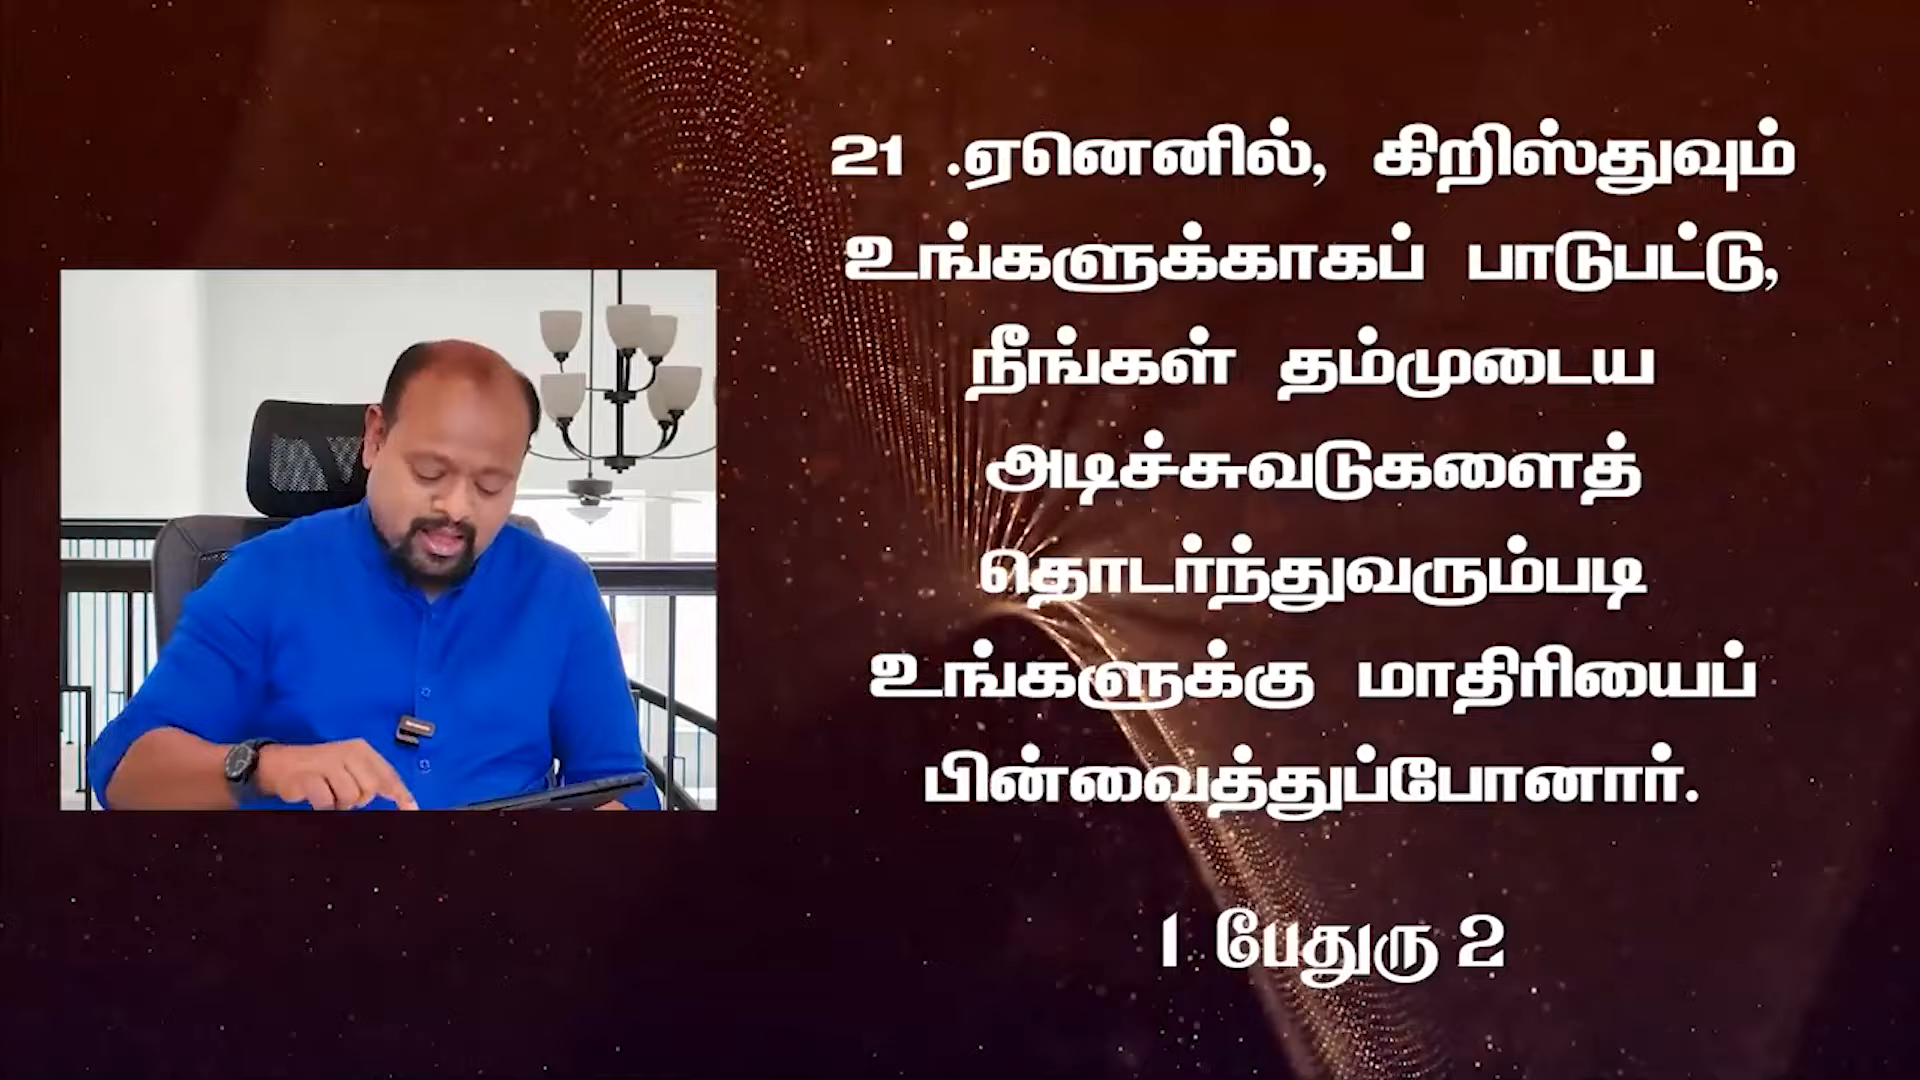 21 .ஏனெனில், கிறிஸ்துவும்
உங்களுக்காகப் பாடுபட்டு,
நீங்கள் தம்முடைய
அடிச்சுவடுகளைத்
தொடர்ந்துவரும்படி
உங்களுக்கு மாதிரியைப்
பின்வைத்துப்போனார்.
1 பேதுரு 2